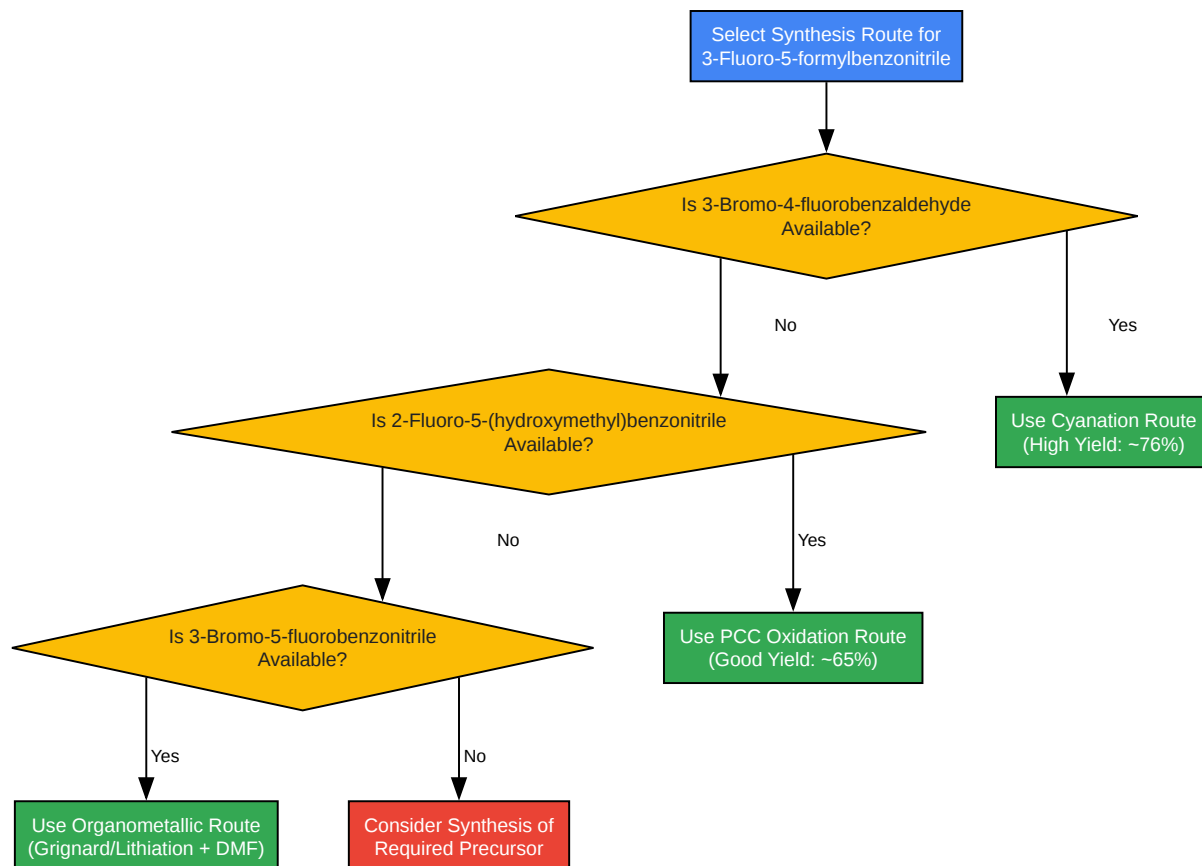 Select Synthesis Route for
3-Fluoro-5-formylbenzonitrile
Is 3-Bromo-4-fluorobenzaldehyde
Available?
No
Yes
Is 2-Fluoro-5-(hydroxymethyl)benzonitrile
Available?
Use Cyanation Route
(High Yield: ~76%)
No
Yes
Is 3-Bromo-5-fluorobenzonitrile
Available?
Use PCC Oxidation Route
(Good Yield: ~65%)
Yes
No
Use Organometallic Route
(Grignard/Lithiation + DMF)
Consider Synthesis of
Required Precursor